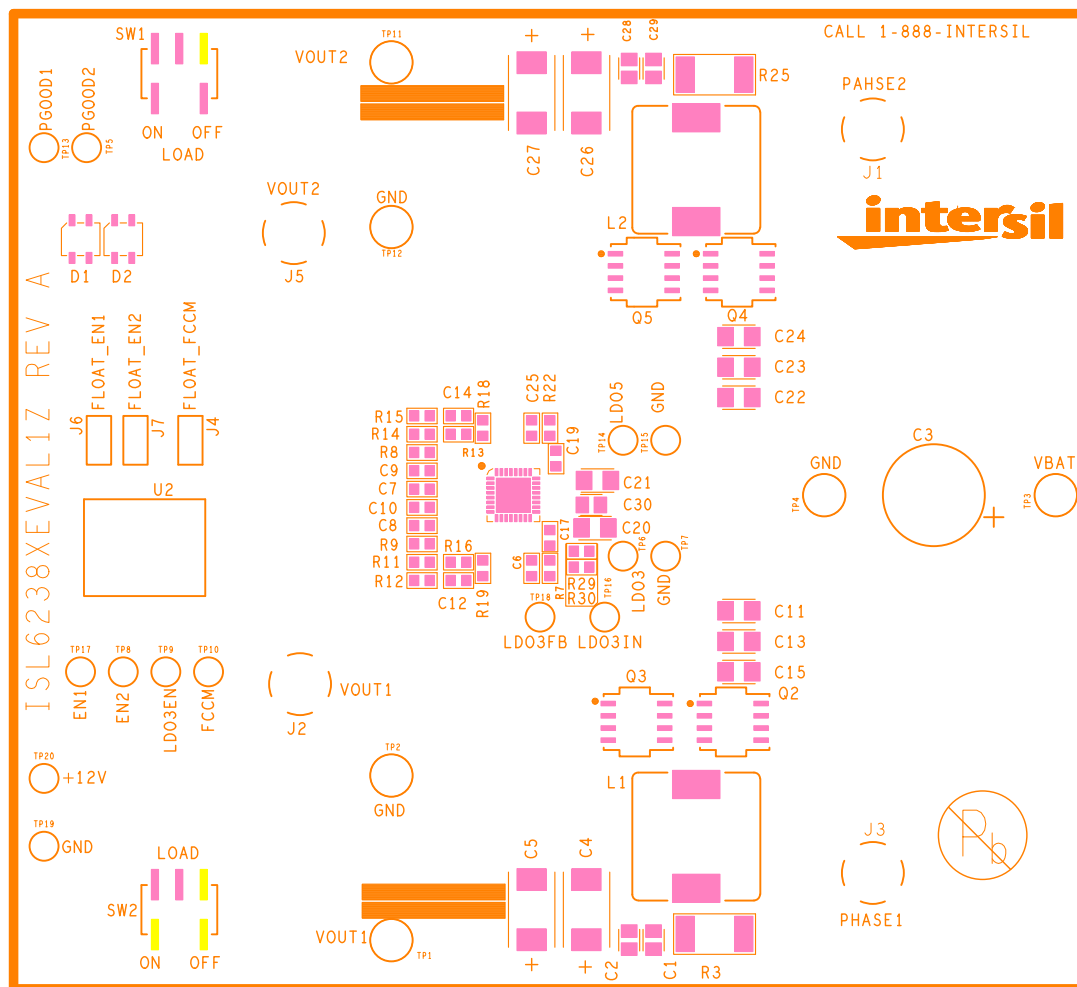 SW1
VOUT2
TP11
+
+
C28
C29
CALL 1-888-INTERSIL
R25
PAHSE2
PGOOD1
PGOOD2
TP13
TP5
ON
OFF
LOAD
C27
C26
J1
VOUT2
GND
TP12
J5
L2
intersil
D1
D2
Q5
Q4
ISL6238XEVAL1Z REV A
FLOAT_EN1
FLOAT_EN2
FLOAT_FCCM
J6
J7
J4
C24
C23
C22
C14
R18
C25
R22
LDO5
GND
R15
R14
R13
C19
TP14
TP15
C3
R8
C9
C7
C10
C8
R9
R11
R12
C21
C30
C20
GND
TP4
VBAT
TP3
+
U2
R16
C12
R19
C6
C17
R7
R29
R30
TP6
TP7
LDO3
GND
TP18
TP16
LDO3FB
LDO3IN
C11
C13
C15
TP17
TP8
TP9
TP10
EN1
EN2
LDO3EN
FCCM
VOUT1
J2
Q3
Q2
TP20
+12V
TP2
GND
L1
TP19
GND
J3
Pb
LOAD
SW2
ON
OFF
C5
C4
VOUT1
TP1
+
+
C2
C1
R3
PHASE1